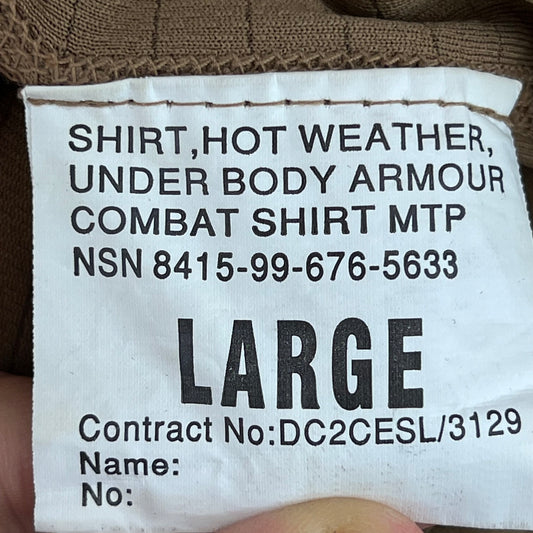 SHIRT,HOT WEATHER,
UNDER BODY ARMOUR
COMBAT SHIRT MTP
NSN 8415-99-676-5633
LARGE
Contract No:DC2CESL/3129
Name:
No: